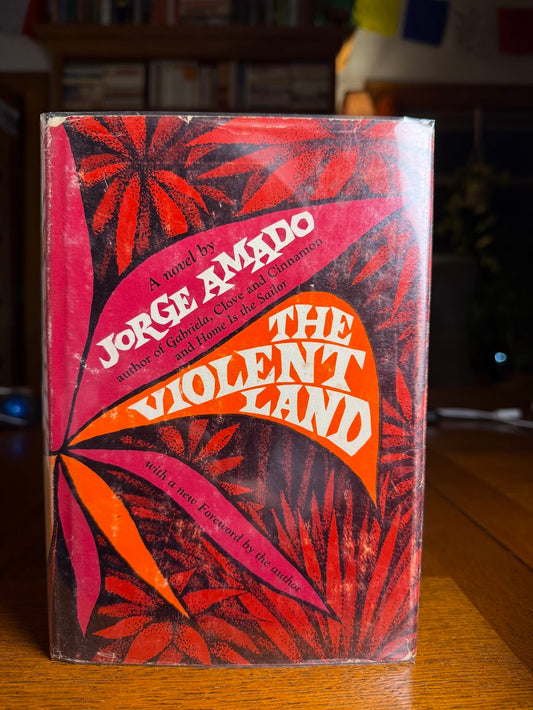 A novel by
JORGE AMADO
author of Gabriela, Clove and Cinnamon
and Home Is the Sailor
THE
VIOLENT
LAND
with a new Foreword by the author